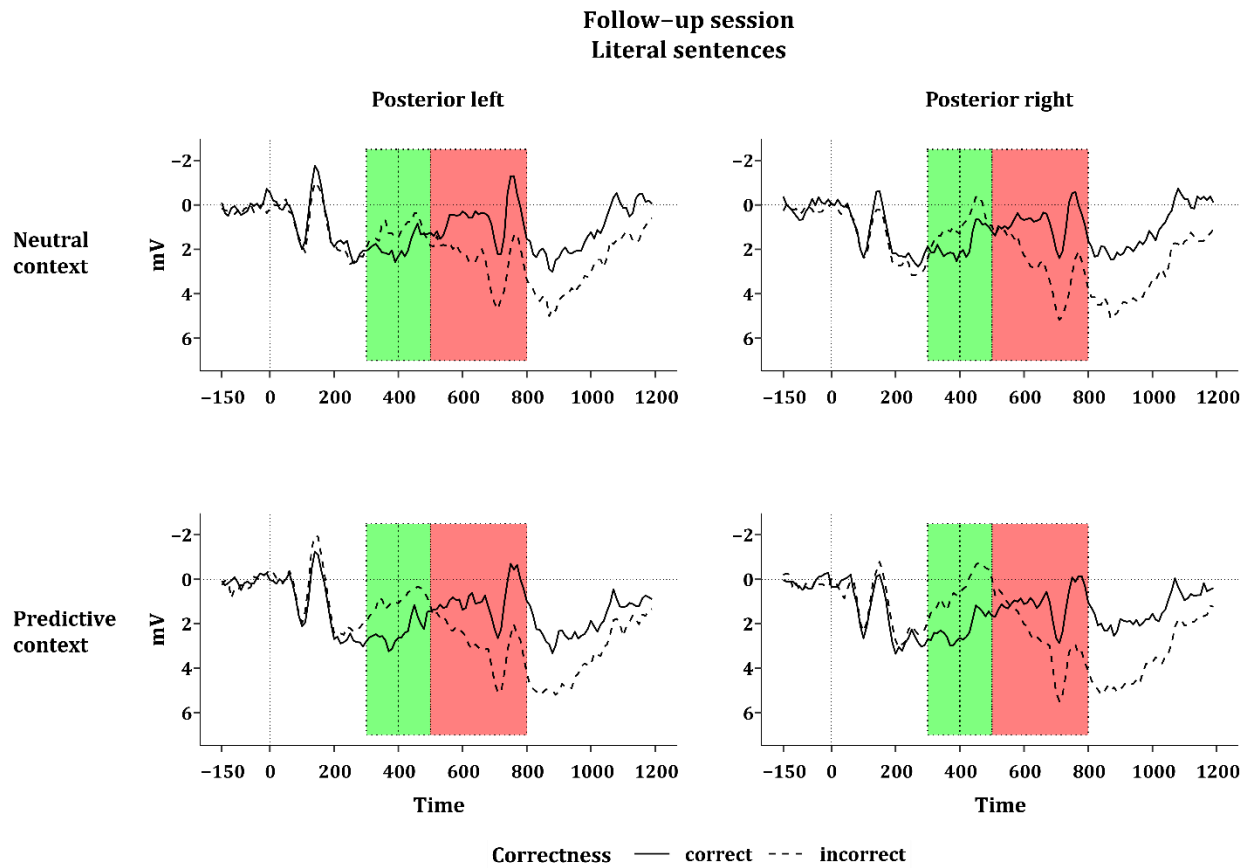 Follow−up session
Literal sentences
Posterior left
Posterior right
Neutral
context
mV
−2
0
2
4
6
−150 0 200 400 600 800 1000 1200
−2
0
2
4
6
−150 0 200 400 600 800 1000 1200
Predictive
context
mV
−2
0
2
4
6
−150 0 200 400 600 800 1000 1200
Time
−2
0
2
4
6
−150 0 200 400 600 800 1000 1200
Time
Correctness correct incorrect